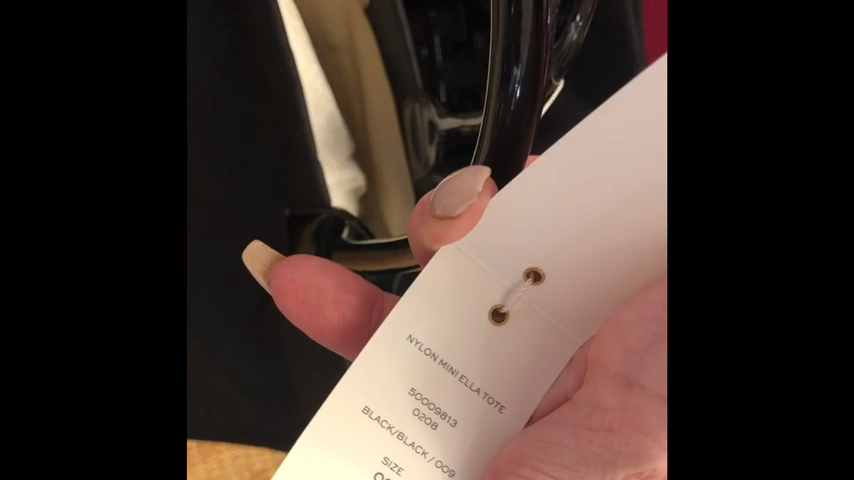 NYLON MINI ELLA TOTE
50009813
0208
BLACK/BLACK / 009
SIZE